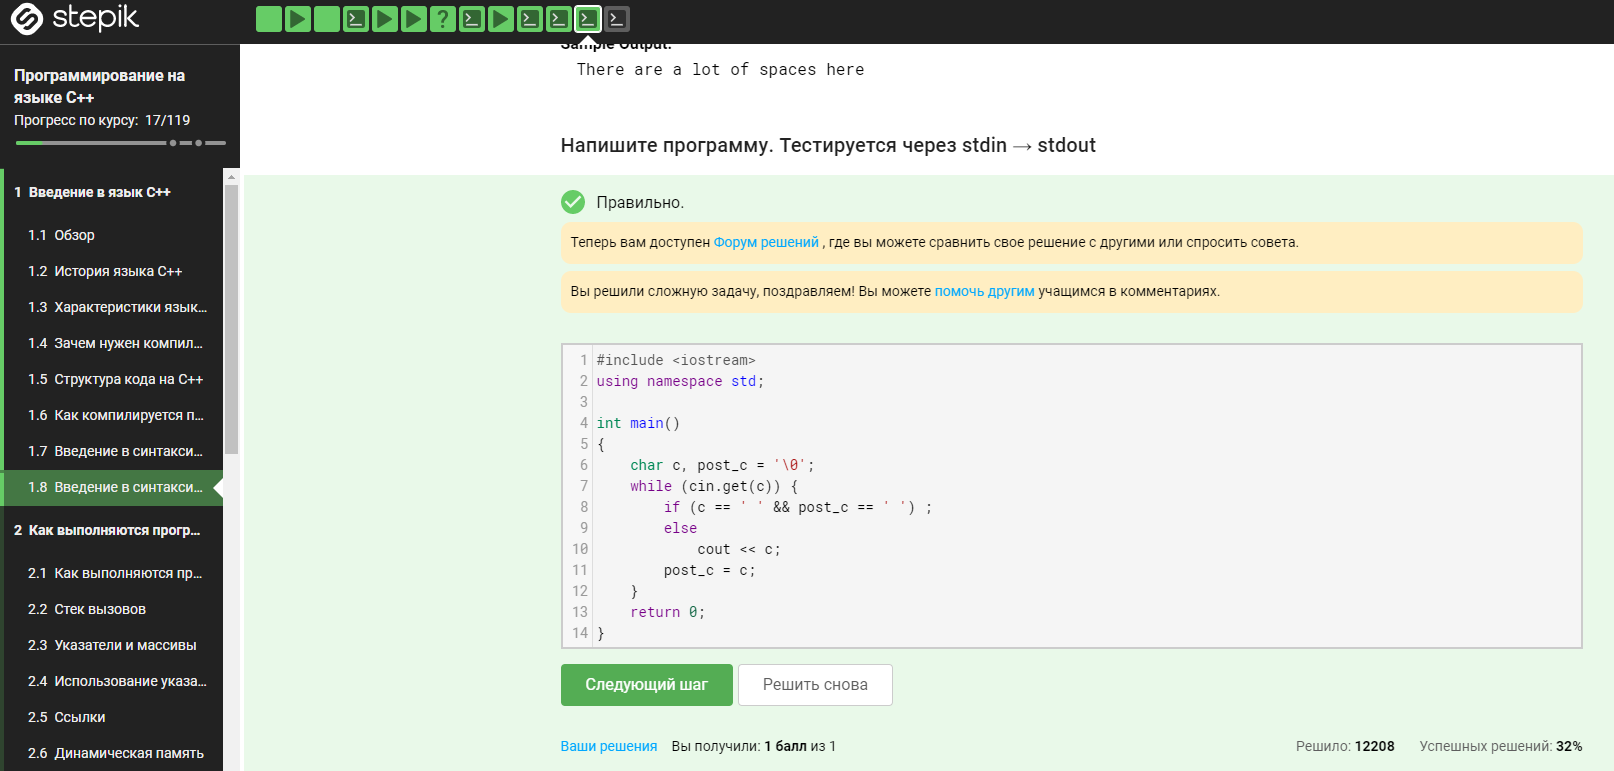 stepik
Программирование на
языке C++
Прогресс по курсу: 17/119
1 Введение в язык C++
1.1 Обзор
1.2 История языка C++
1.3 Характеристики язык...
1.4 Зачем нужен компил...
1.5 Структура кода на C++
1.6 Как компилируется п...
1.7 Введение в синтакси...
1.8 Введение в синтакси...
2 Как выполняются прогр...
2.1 Как выполняются пр...
2.2 Стек вызовов
2.3 Указатели и массивы
2.4 Использование указа...
2.5 Ссылки
2.6 Динамическая память
Sample Output:
There are a lot of spaces here
Напишите программу. Тестируется через stdin → stdout
Правильно.
Теперь вам доступен Форум решений , где вы можете сравнить свое решение с другими или спросить совета.
Вы решили сложную задачу, поздравляем! Вы можете помочь другим учащимся в комментариях.
1 #include <iostream>
2 using namespace std;
3
4 int main()
5 {
6     char c, post_c = '\0';
7     while (cin.get(c)) {
8         if (c == ' ' && post_c == ' ') ;
9         else
10             cout << c;
11         post_c = c;
12     }
13     return 0;
14 }
Следующий шаг
Решить снова
Ваши решения Вы получили: 1 балл из 1
Решило: 12208 Успешных решений: 32%